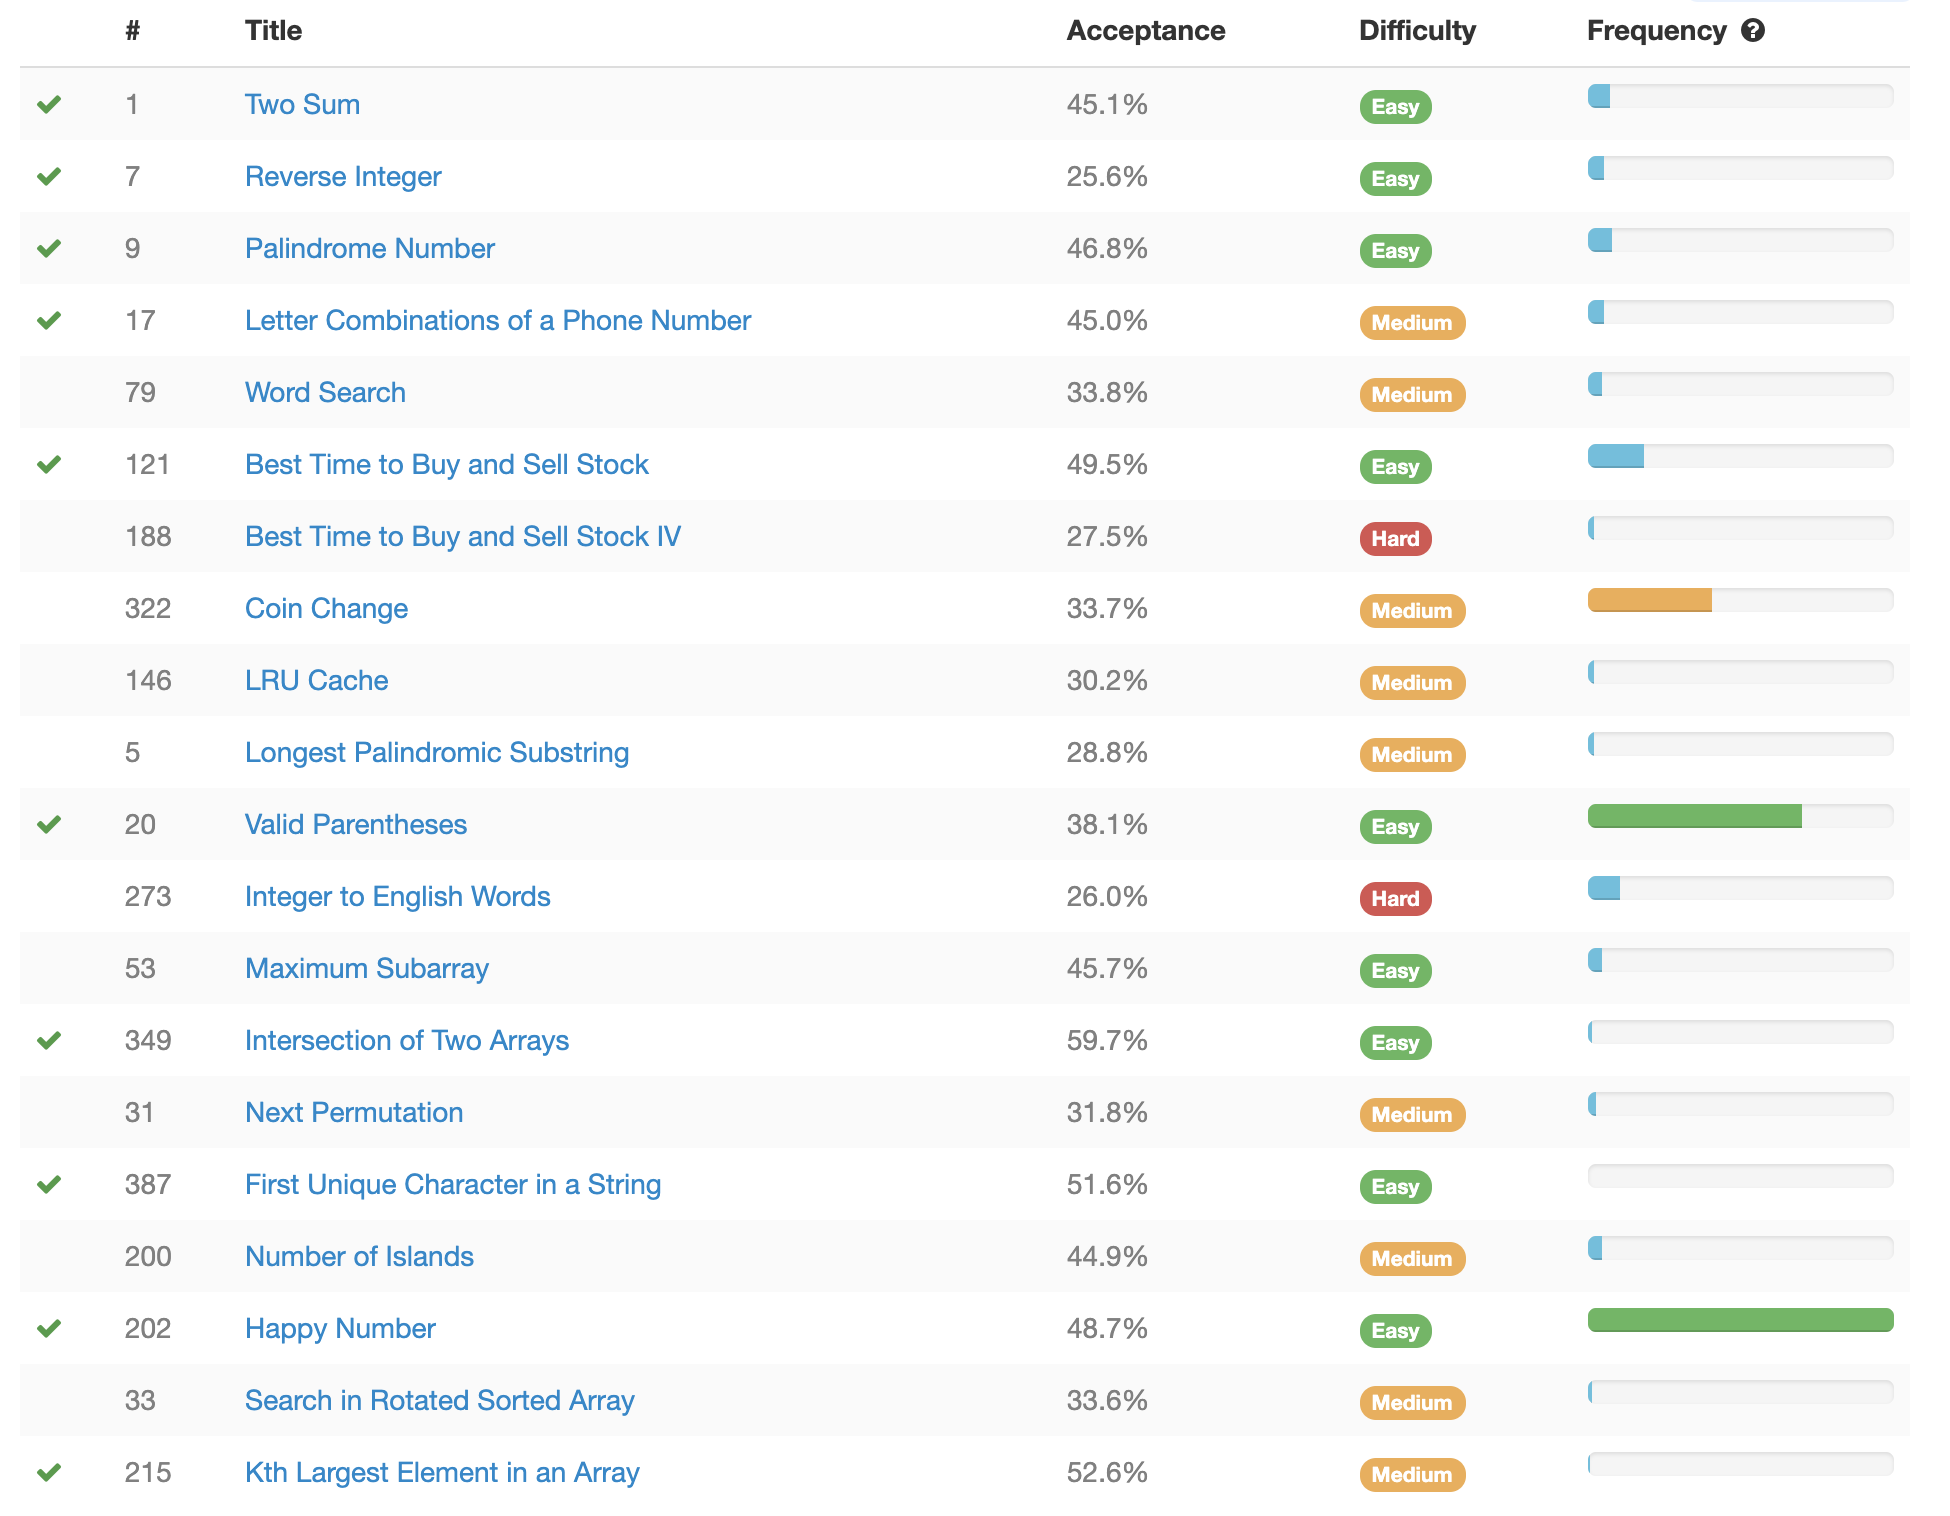 # Title Acceptance Difficulty Frequency ?
1 Two Sum 45.1% Easy
7 Reverse Integer 25.6% Easy
9 Palindrome Number 46.8% Easy
17 Letter Combinations of a Phone Number 45.0% Medium
79 Word Search 33.8% Medium
121 Best Time to Buy and Sell Stock 49.5% Easy
188 Best Time to Buy and Sell Stock IV 27.5% Hard
322 Coin Change 33.7% Medium
146 LRU Cache 30.2% Medium
5 Longest Palindromic Substring 28.8% Medium
20 Valid Parentheses 38.1% Easy
273 Integer to English Words 26.0% Hard
53 Maximum Subarray 45.7% Easy
349 Intersection of Two Arrays 59.7% Easy
31 Next Permutation 31.8% Medium
387 First Unique Character in a String 51.6% Easy
200 Number of Islands 44.9% Medium
202 Happy Number 48.7% Easy
33 Search in Rotated Sorted Array 33.6% Medium
215 Kth Largest Element in an Array 52.6% Medium